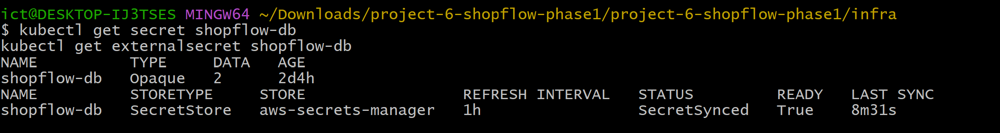 ict@DESKTOP-IJ3TSES MINGW64 ~/Downloads/project-6-shopflow-phase1/project-6-shopflow-phase1/infra
$ kubectl get secret shopflow-db
kubectl get externalsecret shopflow-db
NAME          TYPE     DATA   AGE
shopflow-db   Opaque   2      2d4h
NAME          STORETYPE     STORE                 REFRESH INTERVAL   STATUS         READY   LAST SYNC
shopflow-db   SecretStore   aws-secrets-manager   1h                 SecretSynced   True    8m31s